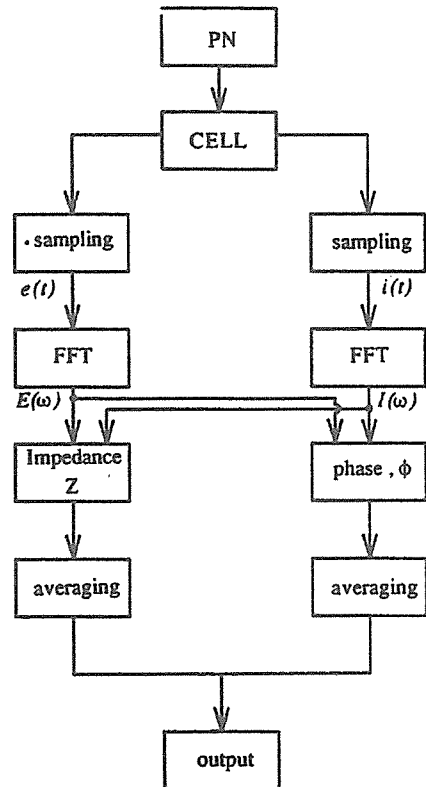 PN
CELL
sampling
sampling
e(t)
i(t)
FFT
FFT
E(ω)
I(ω)
Impedance
Z
phase , ϕ
averaging
averaging
output